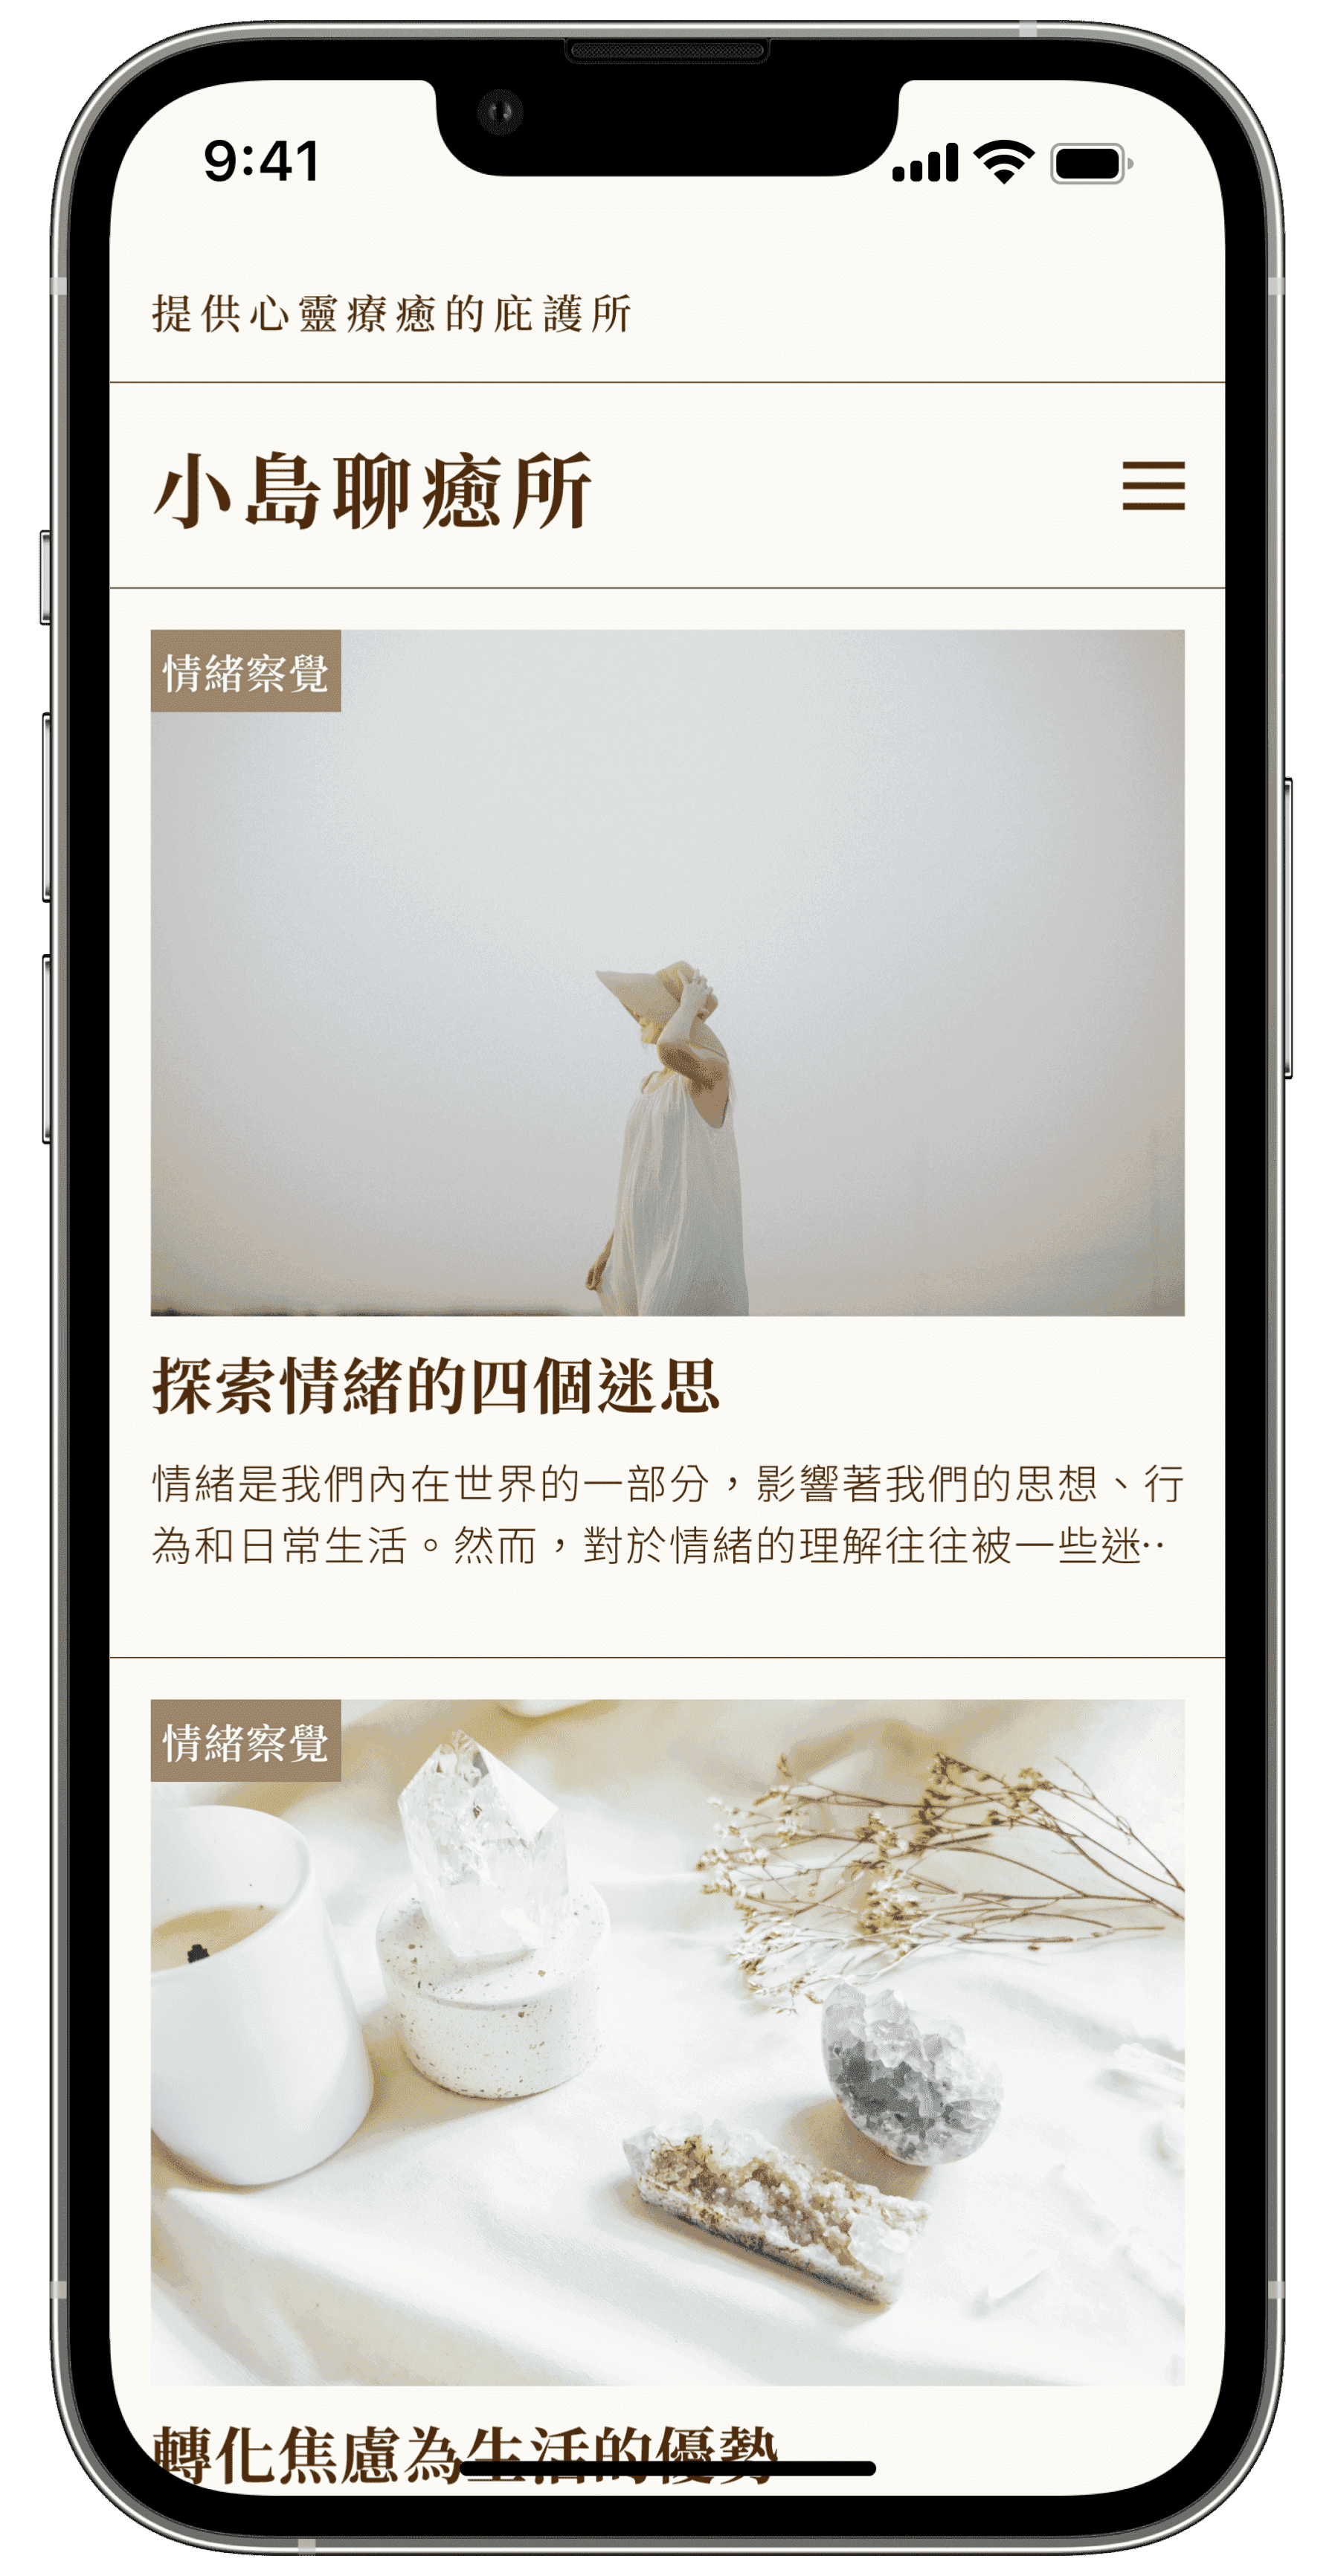 9:41
提供心靈療癒的庇護所
小島聊癒所
情緒察覺
探索情緒的四個迷思
情緒是我們內在世界的一部分，影響著我們的思想、行
為和日常生活。然而，對於情緒的理解往往被一些迷··
情緒察覺
轉化焦慮為生活的優勢